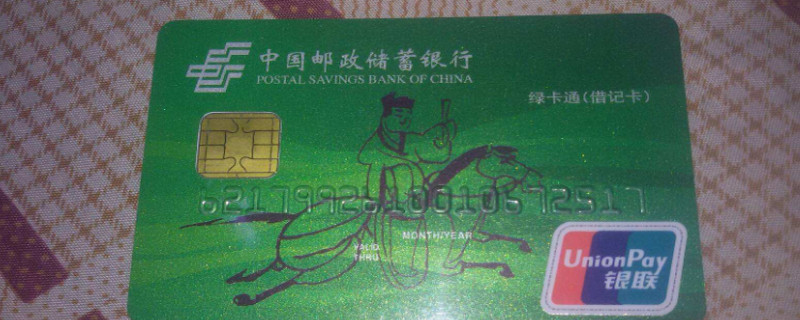 中国邮政储蓄银行
POSTAL SAVINGS BANK OF CHINA
绿卡通(借记卡)
6217992610010672517
MONTH/YEAR
VALID
THRU
UnionPay
银联